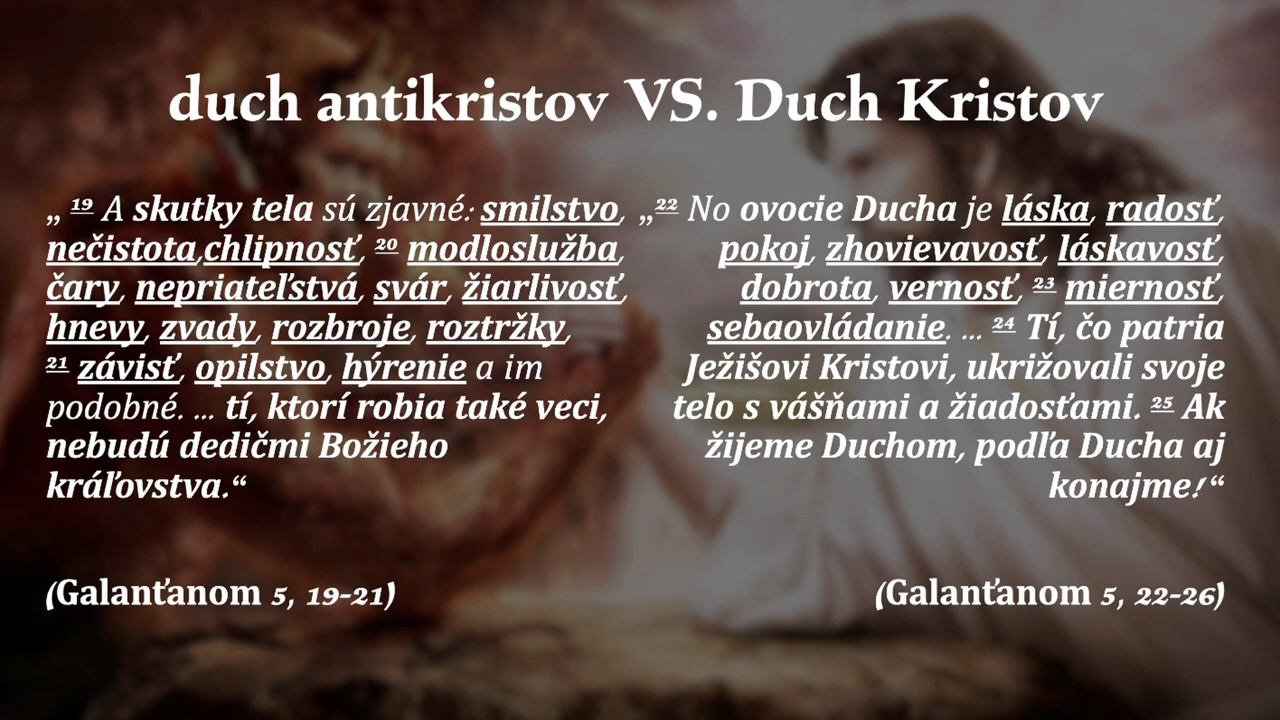 duch antikristov VS. Duch Kristov
„ 19 A skutky tela sú zjavné: smilstvo,
nečistota,chlipnosť, 20 modloslužba,
čary, nepriateľstvá, svár, žiarlivosť,
hnevy, zvady, rozbroje, roztržky,
21 závisť, opilstvo, hýrenie a im
podobné. ... tí, ktorí robia také veci,
nebudú dedičmi Božieho
kráľovstva.“
(Galanťanom 5, 19-21)
„22 No ovocie Ducha je láska, radosť,
pokoj, zhovievavosť, láskavosť,
dobrota, vernosť, 23 miernosť,
sebaovládanie. ... 24 Tí, čo patria
Ježišovi Kristovi, ukrižovali svoje
telo s vášňami a žiadosťami. 25 Ak
žijeme Duchom, podľa Ducha aj
konajme!“
(Galanťanom 5, 22-26)